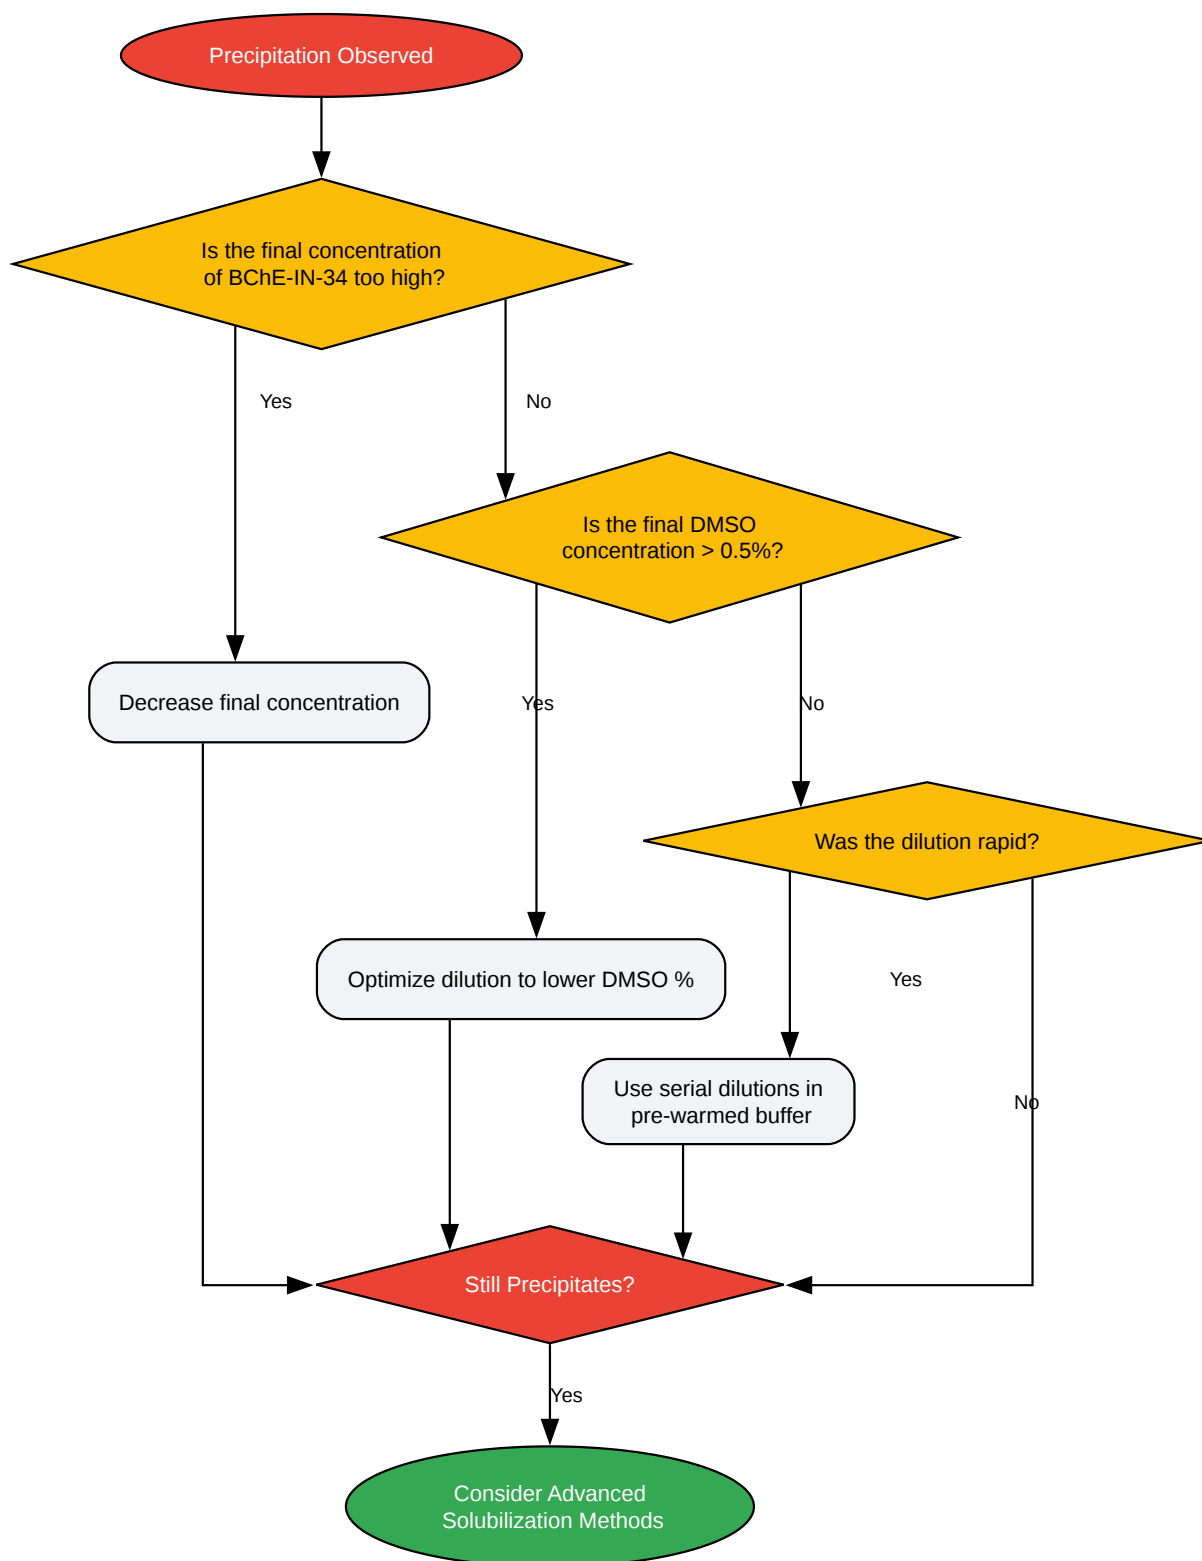 Precipitation Observed
Is the final concentration
of BChE-IN-34 too high?
Yes
No
Is the final DMSO
concentration > 0.5%?
Decrease final concentration
Yes
No
Was the dilution rapid?
Optimize dilution to lower DMSO %
Yes
Use serial dilutions in
pre-warmed buffer
No
Still Precipitates?
Yes
Consider Advanced
Solubilization Methods